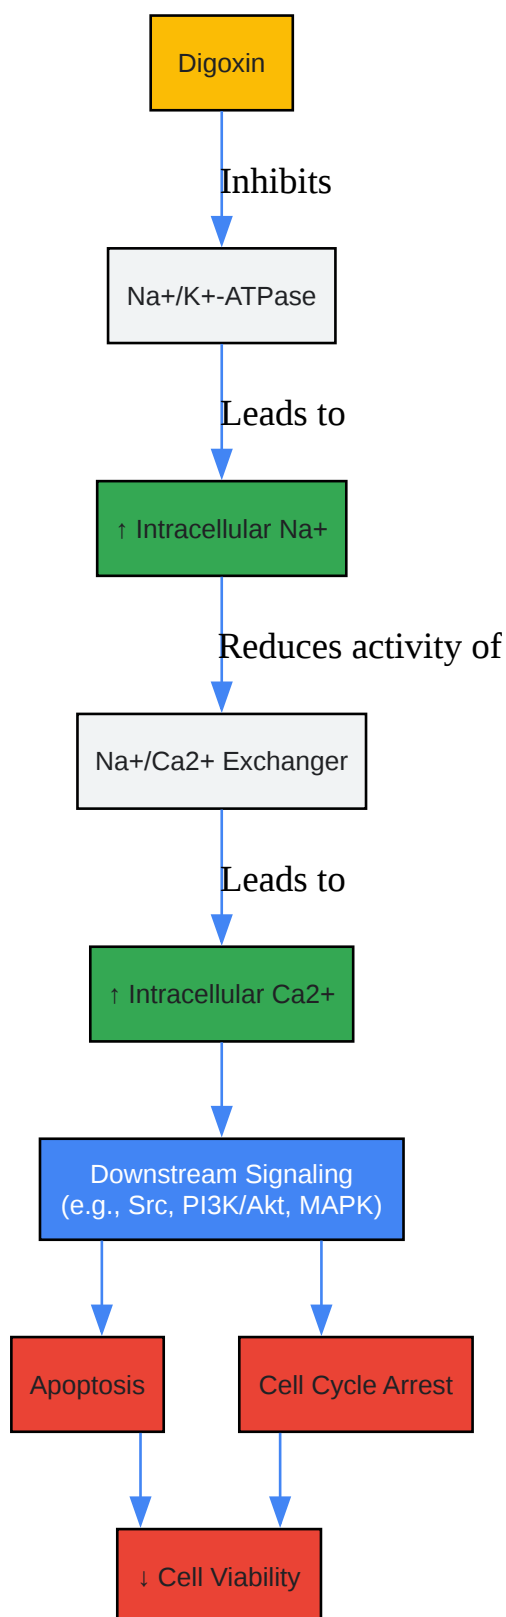 Digoxin
Inhibits
Na+/K+-ATPase
Leads to
↑ Intracellular Na+
Reduces activity of
Na+/Ca2+ Exchanger
Leads to
↑ Intracellular Ca2+
Downstream Signaling
(e.g., Src, PI3K/Akt, MAPK)
Apoptosis
Cell Cycle Arrest
↓ Cell Viability